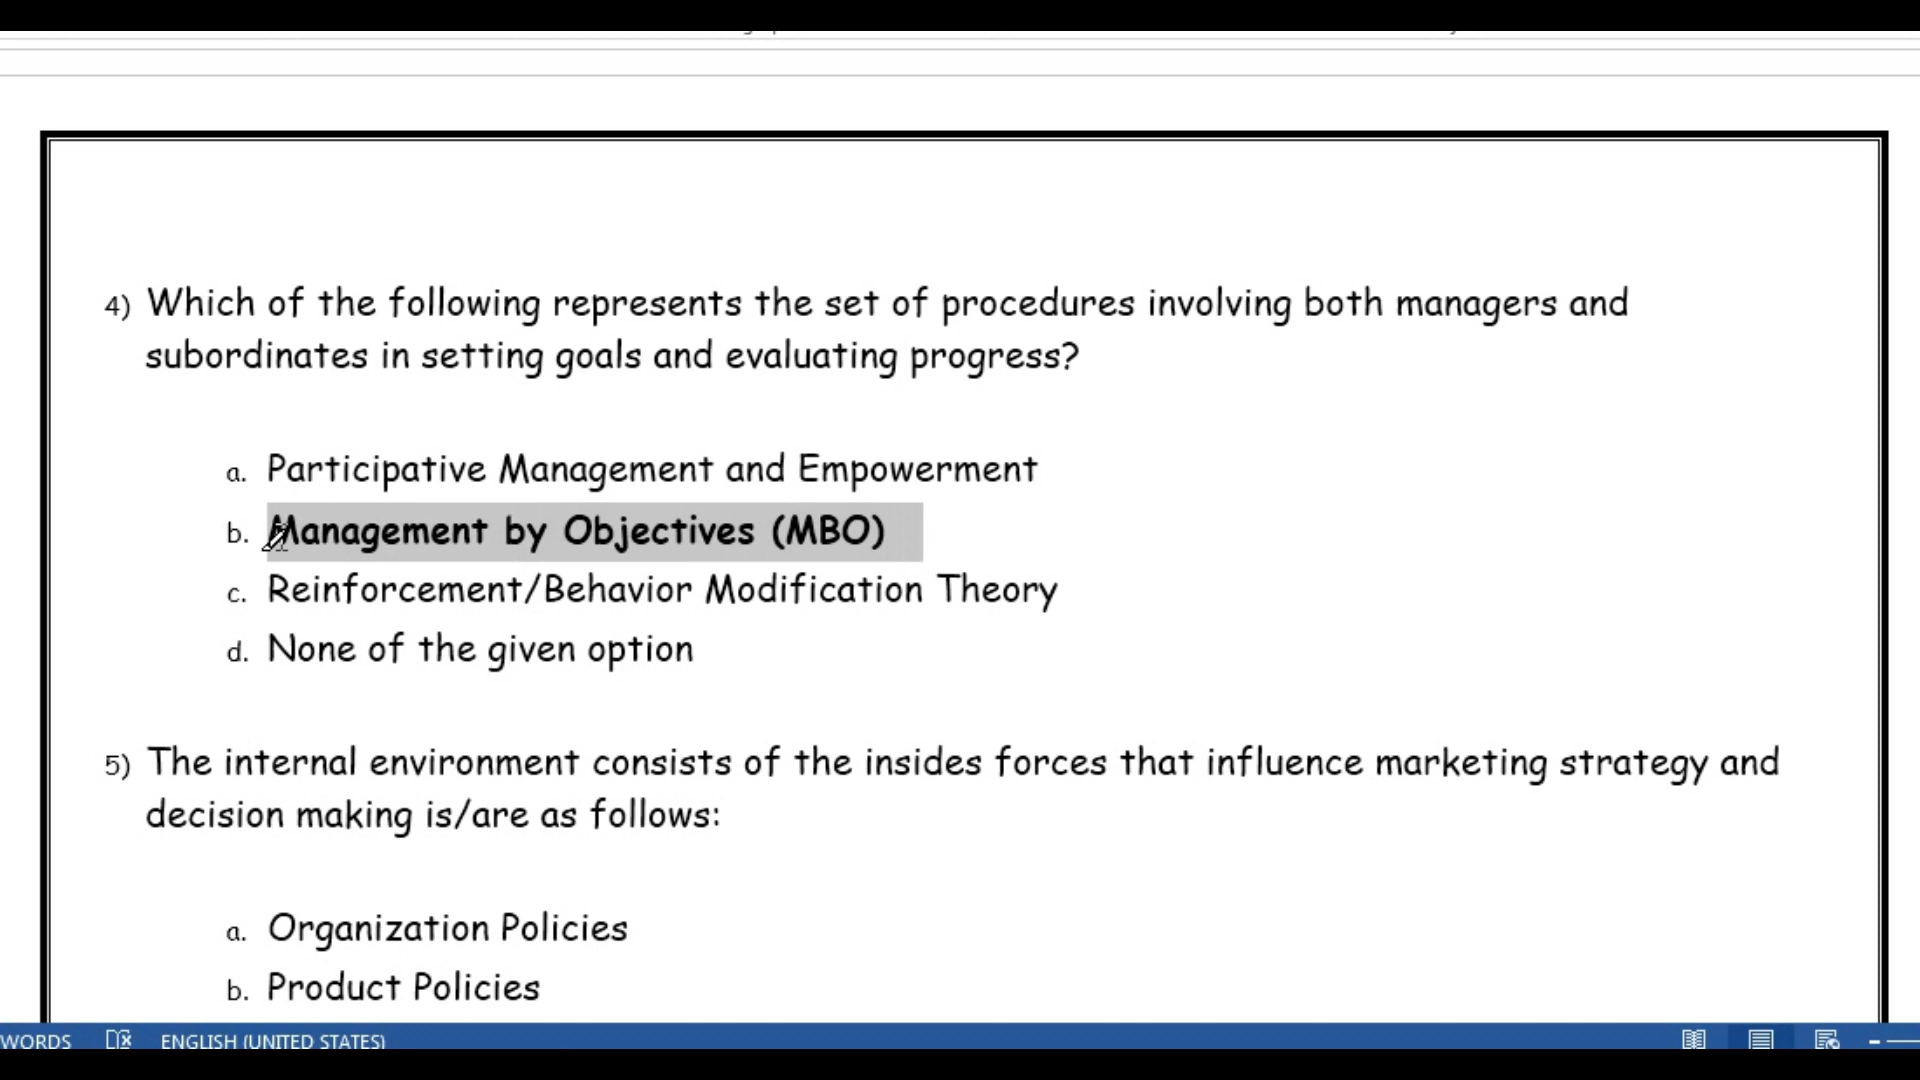 4) Which of the following represents the set of procedures involving both managers and
subordinates in setting goals and evaluating progress?
a. Participative Management and Empowerment
b. Management by Objectives (MBO)
c. Reinforcement/Behavior Modification Theory
d. None of the given option
5) The internal environment consists of the insides forces that influence marketing strategy and
decision making is/are as follows:
a. Organization Policies
b. Product Policies
WORDS ENGLISH (UNITED STATES)